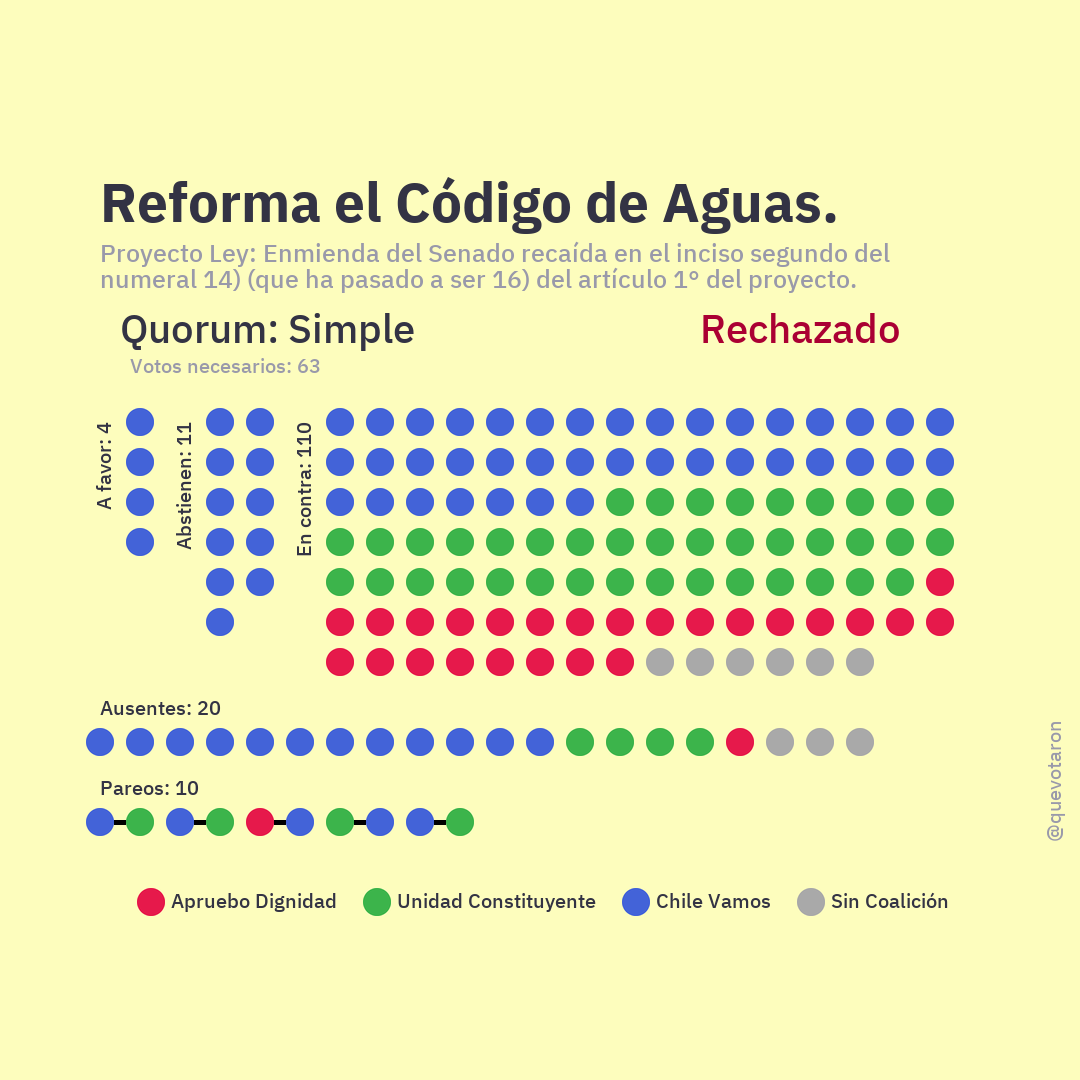 Reforma el Código de Aguas.
Proyecto Ley: Enmienda del Senado recaída en el inciso segundo del
numeral 14) (que ha pasado a ser 16) del artículo 1° del proyecto.
Quorum: Simple
Rechazado
Votos necesarios: 63
A favor: 4
Abstienen: 11
En contra: 110
Ausentes: 20
Pareos: 10
@quevotaron
Apruebo Dignidad
Unidad Constituyente
Chile Vamos
Sin Coalición